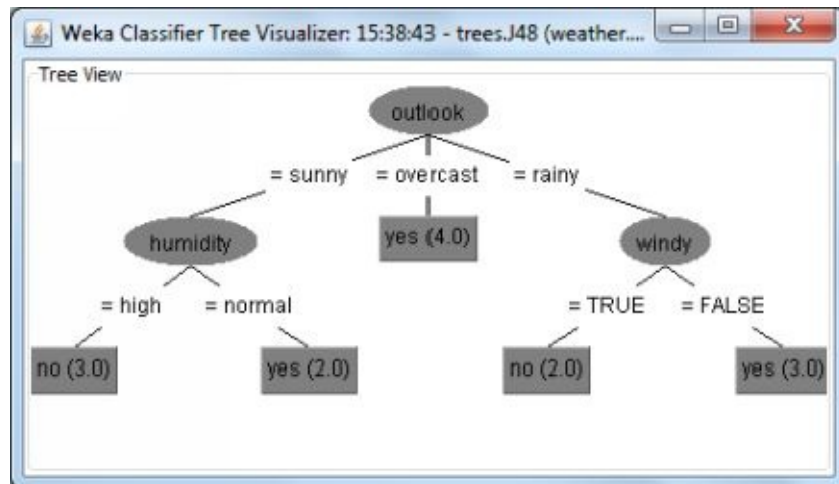 Weka Classifier Tree Visualizer: 15:38:43 - trees.J48 (weather....
Tree View
outlook
= sunny = overcast = rainy
humidity yes (4.0) windy
= high = normal = TRUE = FALSE
no (3.0) yes (2.0) no (2.0) yes (3.0)